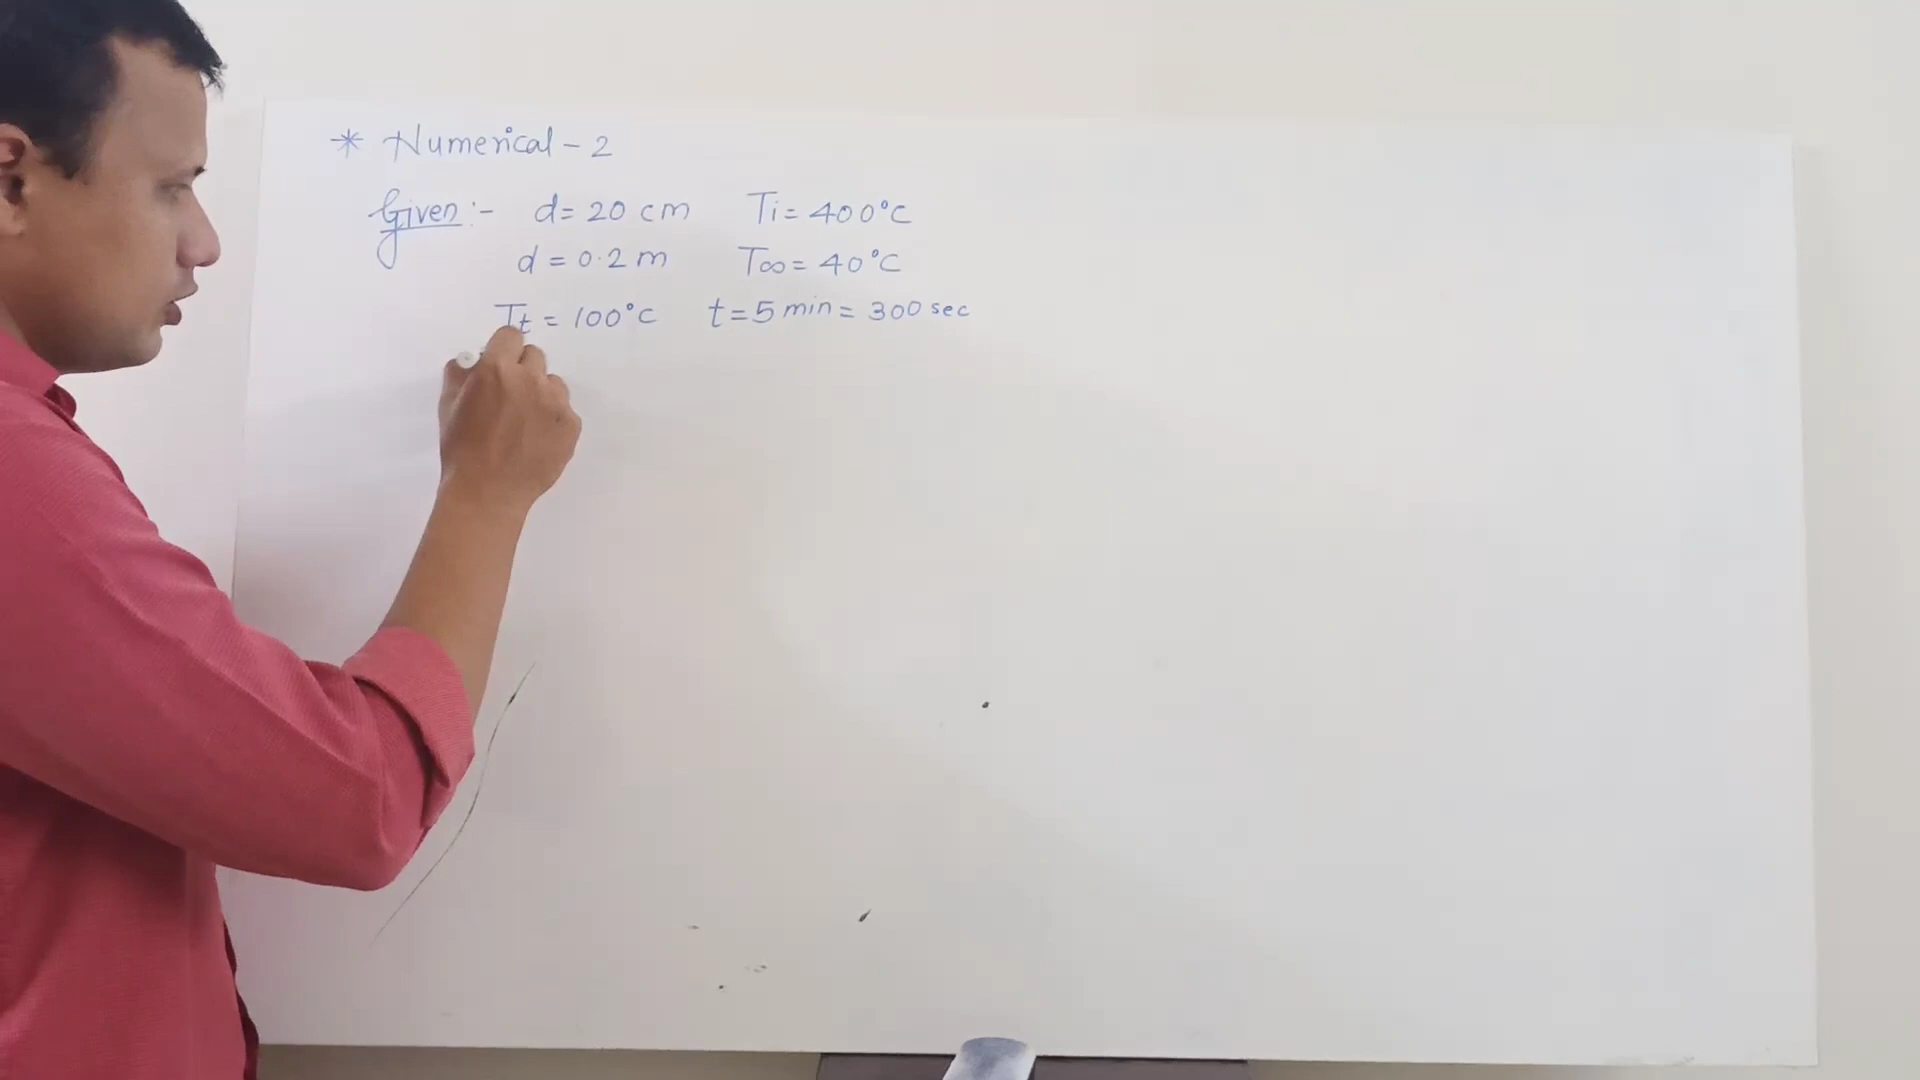 * Numerical - 2
Given :- d = 20 cm Ti = 400°C
d = 0.2 m T∞ = 40°C
Tt = 100°C t = 5 min = 300 sec